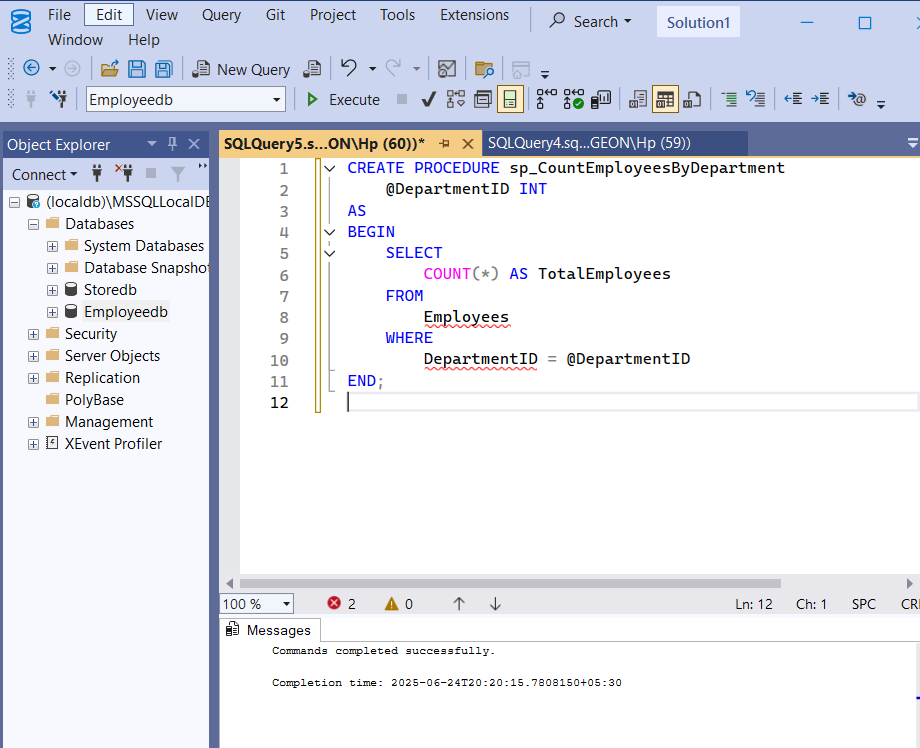 File Edit View Query Git Project Tools Extensions Search Solution1
Window Help
New Query
Employeedb Execute
Object Explorer
Connect
(localdb)\MSSQLLocalDB
Databases
System Databases
Database Snapshot
Storedb
Employeedb
Security
Server Objects
Replication
PolyBase
Management
XEvent Profiler
SQLQuery5.s...ON\Hp (60))* SQLQuery4.sq...GEON\Hp (59))
1 CREATE PROCEDURE sp_CountEmployeesByDepartment
2 @DepartmentID INT
3 AS
4 BEGIN
5 SELECT
6 COUNT(*) AS TotalEmployees
7 FROM
8 Employees
9 WHERE
10 DepartmentID = @DepartmentID
11 END;
12
100 % 2 0 Ln: 12 Ch: 1 SPC CR
Messages
Commands completed successfully.
Completion time: 2025-06-24T20:20:15.7808150+05:30